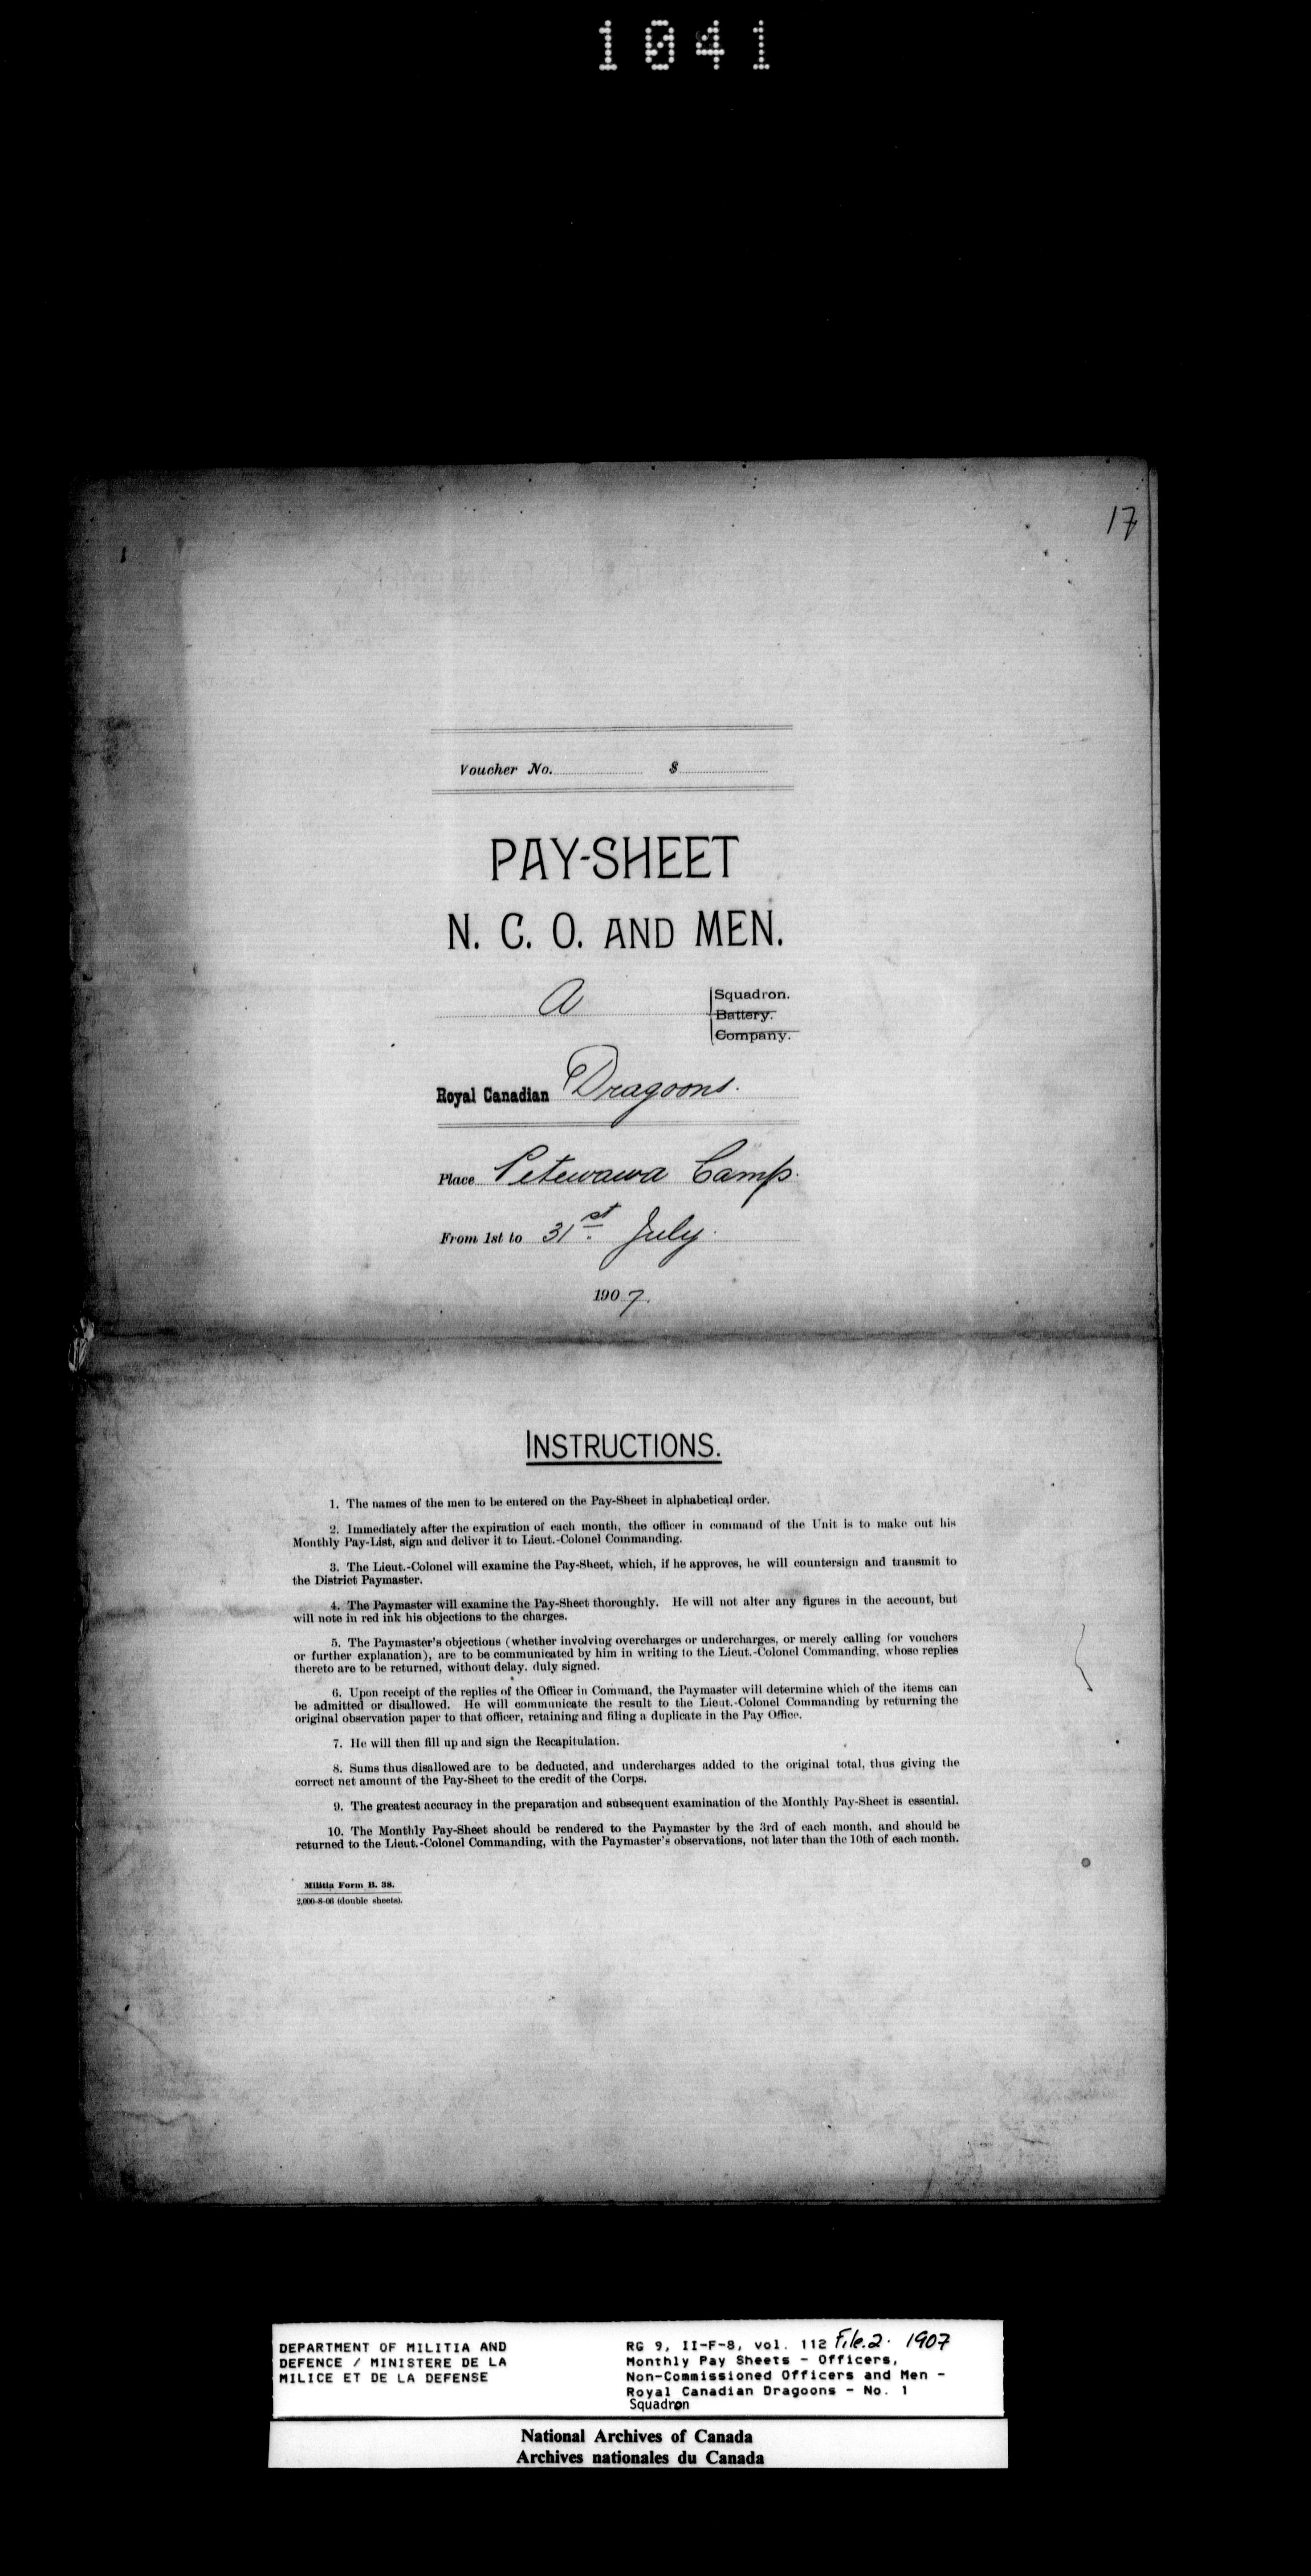 1041
17
Voucher No. $
PAY-SHEET
N. C. O. AND MEN.
A
Squadron.
Battery.
Company.
Royal Canadian Dragoons.
Place Petewawa Camp.
From 1st to 31st July.
1907.
INSTRUCTIONS.
1. The names of the men to be entered on the Pay-Sheet in alphabetical order.
2. Immediately after the expiration of each month, the officer in command of the Unit is to make out his
Monthly Pay-List, sign and deliver it to Lieut.-Colonel Commanding.
3. The Lieut.-Colonel will examine the Pay-Sheet, which, if he approves, he will countersign and transmit to
the District Paymaster.
4. The Paymaster will examine the Pay-Sheet thoroughly. He will not alter any figures in the account, but
will note in red ink his objections to the charges.
5. The Paymaster's objections (whether involving overcharges or undercharges, or merely calling for vouchers
or further explanation), are to be communicated by him in writing to the Lieut.-Colonel Commanding, whose replies
thereto are to be returned, without delay, duly signed.
6. Upon receipt of the replies of the Officer in Command, the Paymaster will determine which of the items can
be admitted or disallowed. He will communicate the result to the Lieut.-Colonel Commanding by returning the
original observation paper to that officer, retaining and filing a duplicate in the Pay Office.
7. He will then fill up and sign the Recapitulation.
8. Sums thus disallowed are to be deducted, and undercharges added to the original total, thus giving the
correct net amount of the Pay-Sheet to the credit of the Corps.
9. The greatest accuracy in the preparation and subsequent examination of the Monthly Pay-Sheet is essential.
10. The Monthly Pay-Sheet should be rendered to the Paymaster by the 3rd of each month, and should be
returned to the Lieut.-Colonel Commanding, with the Paymaster's observations, not later than the 10th of each month.
Militia Form B. 38.
2,000-8-06 (double sheets).
DEPARTMENT OF MILITIA AND
DEFENCE / MINISTERE DE LA
MILICE ET DE LA DEFENSE
RG 9, II-F-8, vol. 112 File.2. 1907
Monthly Pay Sheets - Officers,
Non-Commissioned Officers and Men -
Royal Canadian Dragoons - No. 1
Squadron
National Archives of Canada
Archives nationales du Canada